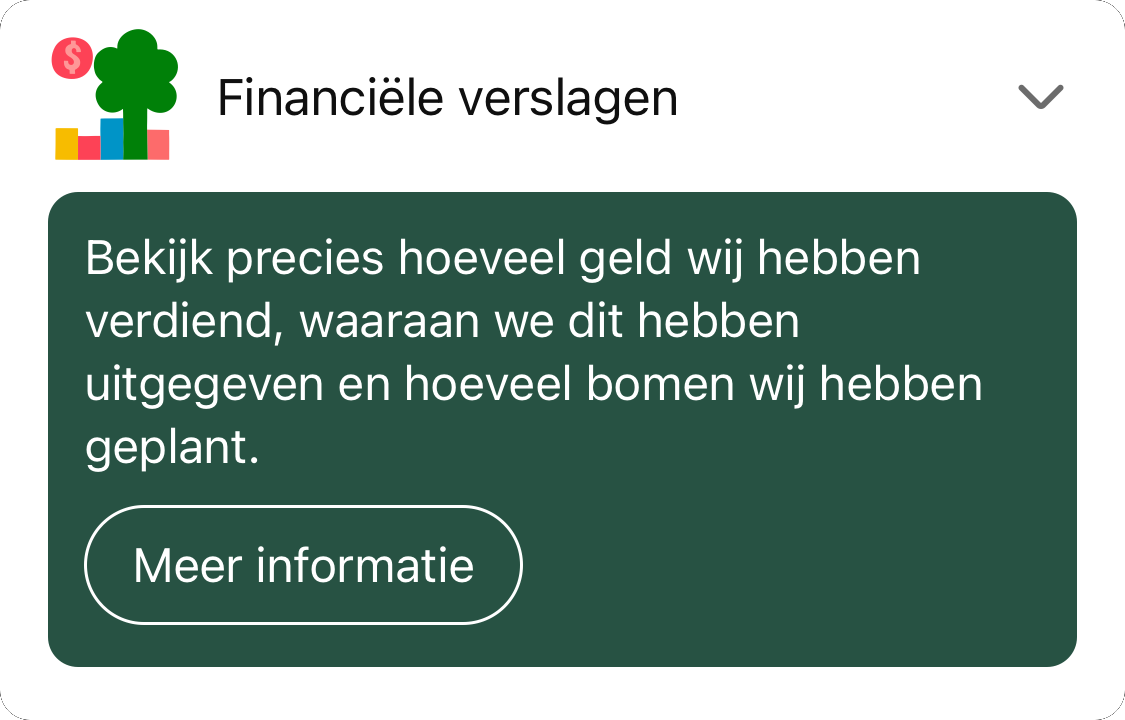 Financiële verslagen
Bekijk precies hoeveel geld wij hebben
verdiend, waaraan we dit hebben
uitgegeven en hoeveel bomen wij hebben
geplant.
Meer informatie